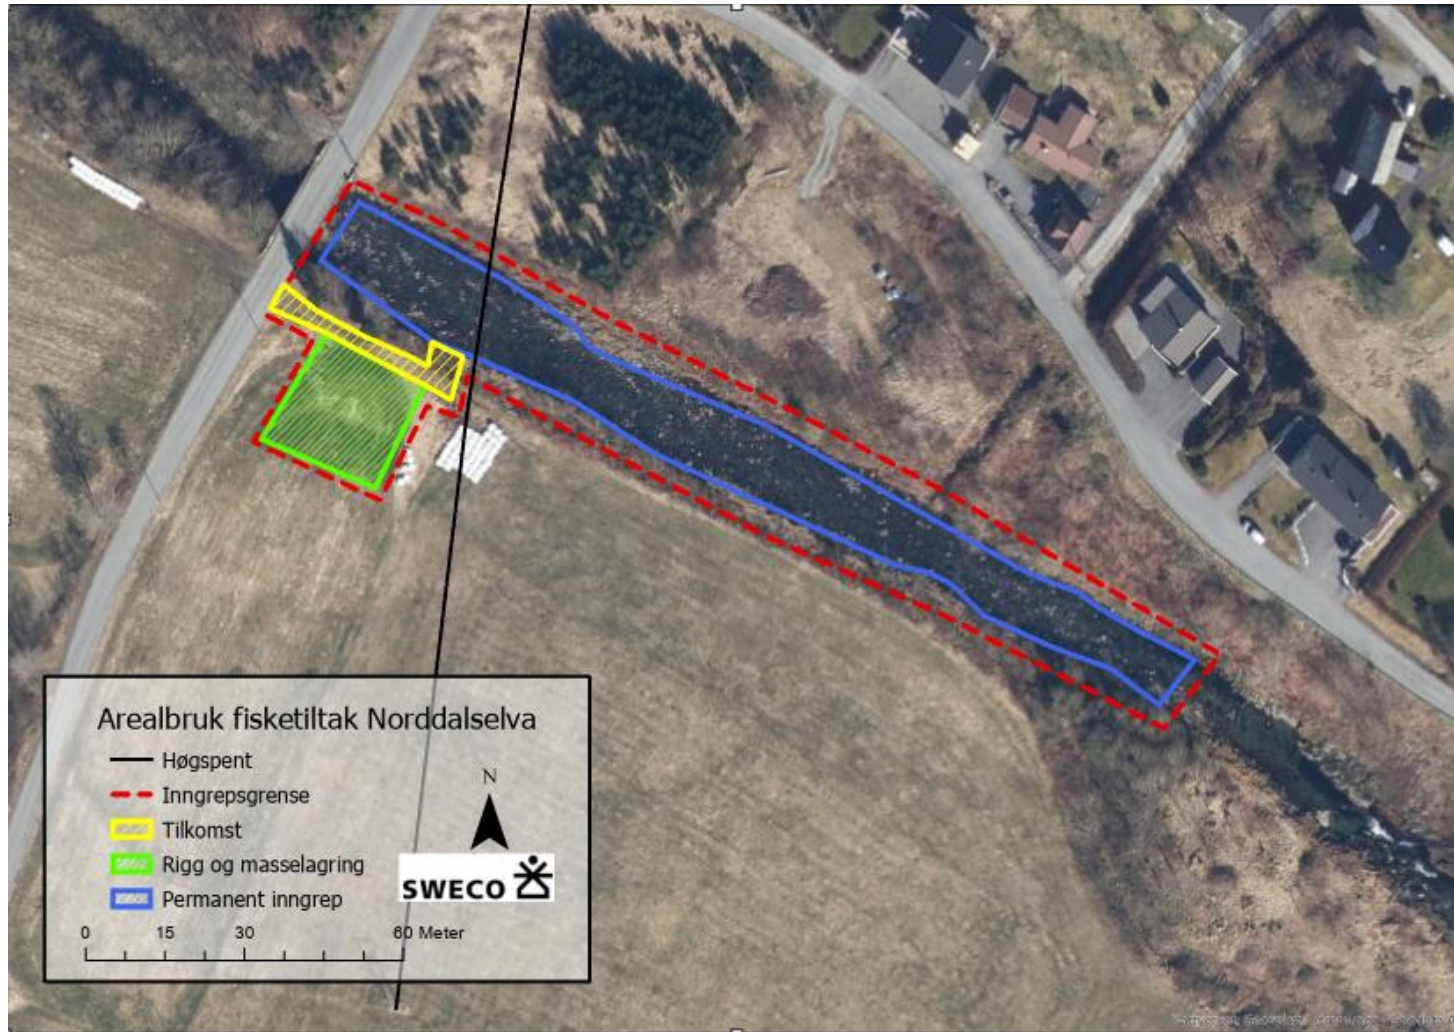 Arealbruk fisketiltak Norddalselva
Høgspent
Inngrepsgrense
N
Tilkomst
Rigg og masselagring
SWECO
Permanent inngrep
0 15 30 60 Meter